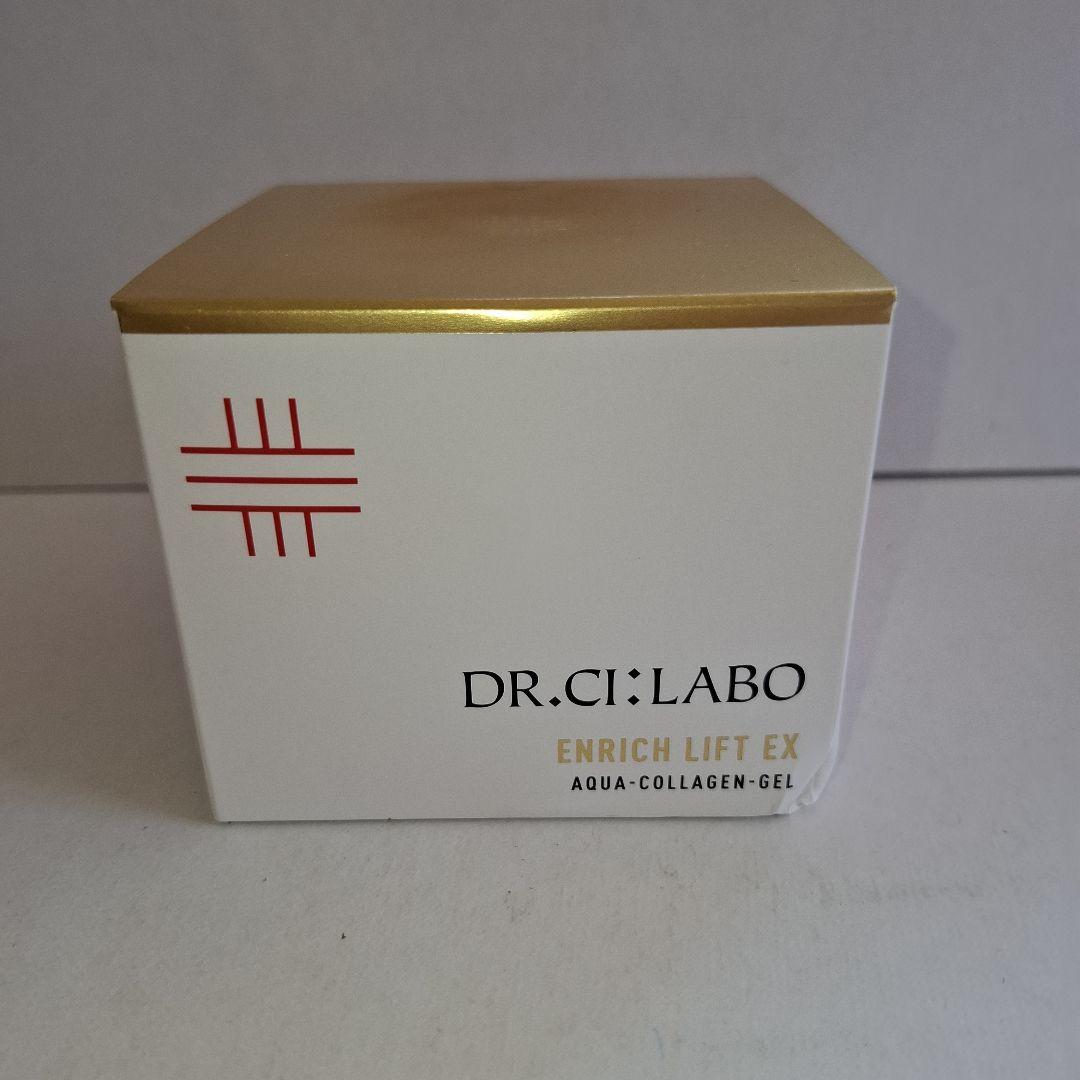 DR.CI:LABO
ENRICH LIFT EX
AQUA-COLLAGEN-GEL